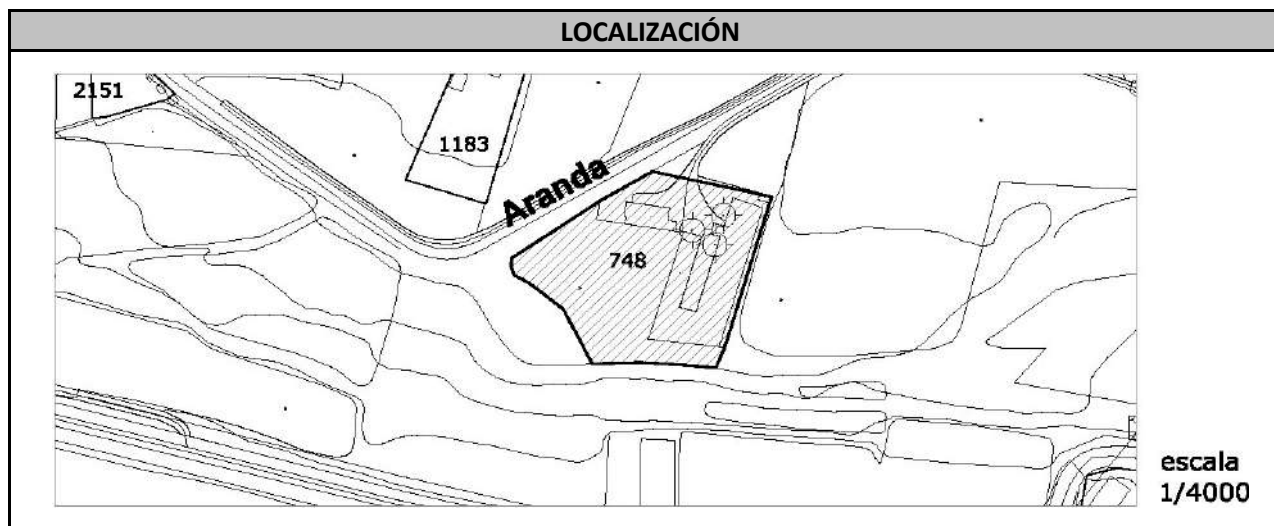 LOCALIZACIÓN
2151
1183
Aranda
748
escala
1/4000